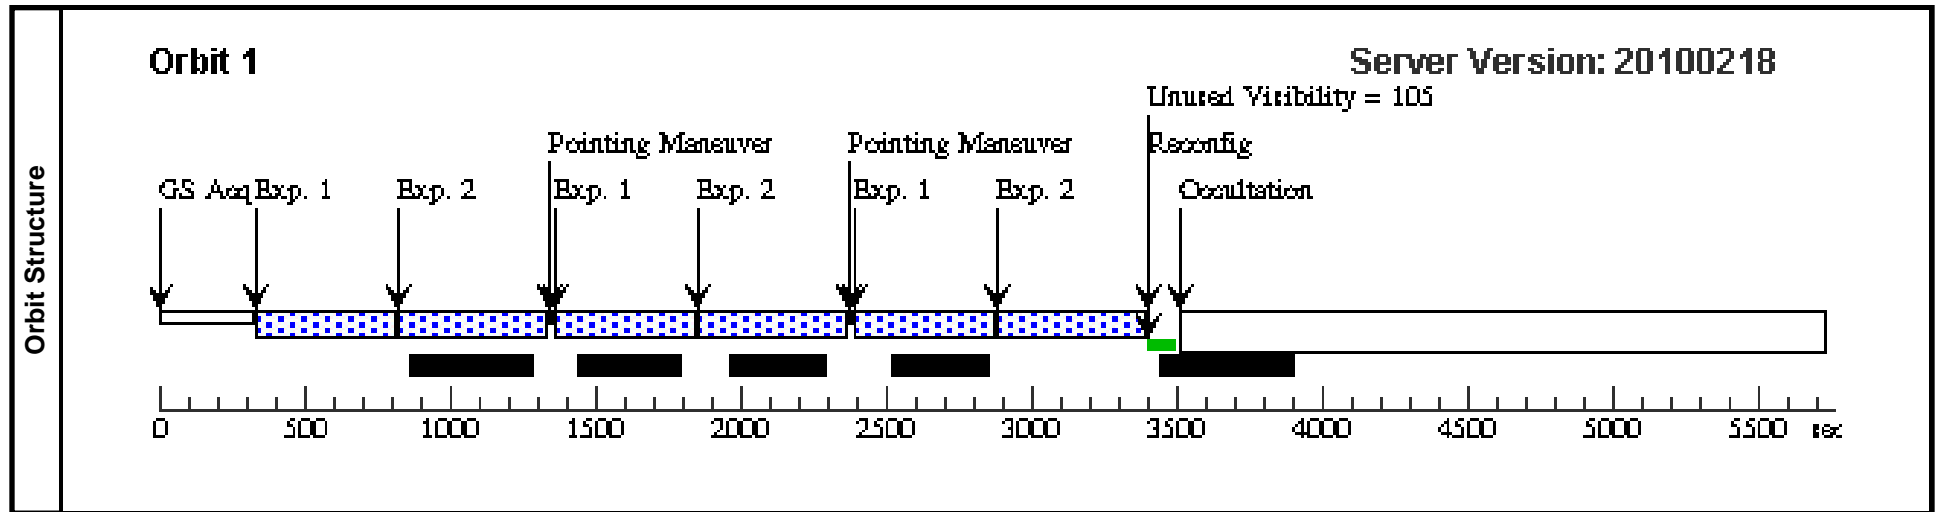 Orbit Structure
Orbit 1
Server Version: 20100218
Unused Visibility = 105
Pointing Maneuver Pointing Maneuver Reconfig
GS Acq Exp. 1 Exp. 2 Exp. 1 Exp. 2 Exp. 1 Exp. 2 Occultation
0 500 1000 1500 2000 2500 3000 3500 4000 4500 5000 5500 sec